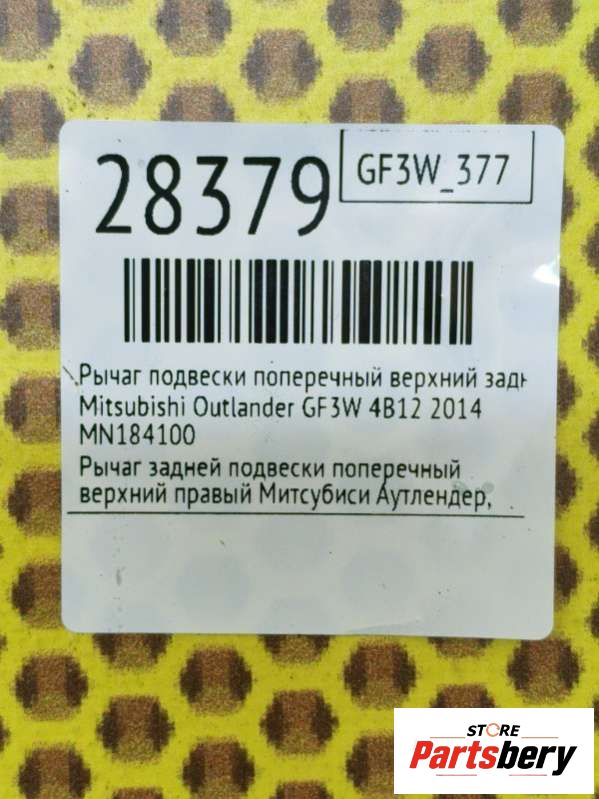 28379
GF3W_377
Рычаг подвески поперечный верхний задн
Mitsubishi Outlander GF3W 4B12 2014
MN184100
Рычаг задней подвески поперечный
верхний правый Митсубиси Аутлендер,
STORE
Partsbery